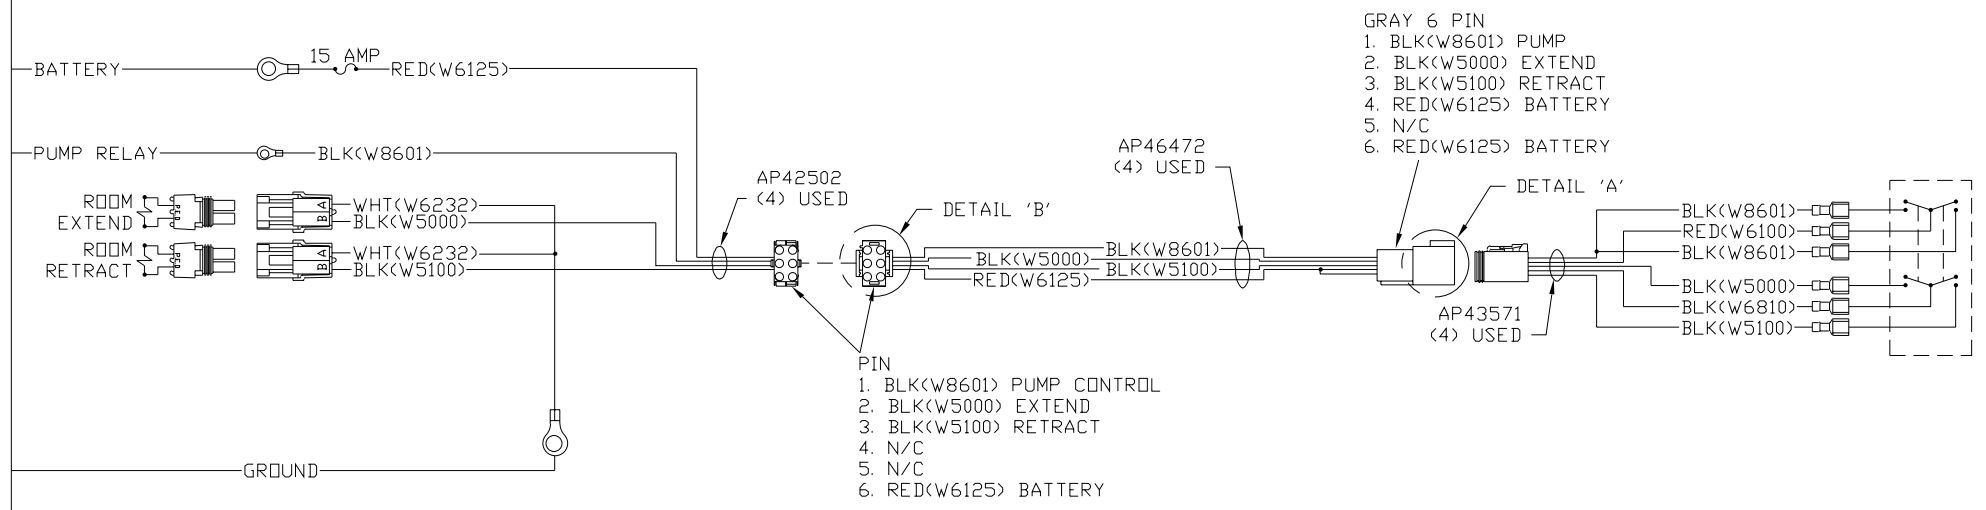 GRAY 6 PIN
1. BLK(W8601) PUMP
2. BLK(W5000) EXTEND
3. BLK(W5100) RETRACT
4. RED(W6125) BATTERY
5. N/C
6. RED(W6125) BATTERY
BATTERY
15 AMP
RED(W6125)
PUMP RELAY
BLK(W8601)
ROOM
EXTEND
A
B
WHT(W6232)
BLK(W5000)
ROOM
RETRACT
A
B
WHT(W6232)
BLK(W5100)
GROUND
AP42502
(4) USED
DETAIL 'B'
PIN
1. BLK(W8601) PUMP CONTROL
2. BLK(W5000) EXTEND
3. BLK(W5100) RETRACT
4. N/C
5. N/C
6. RED(W6125) BATTERY
BLK(W8601)
BLK(W5000)
BLK(W5100)
RED(W6125)
AP46472
(4) USED
DETAIL 'A'
AP43571
(4) USED
BLK(W8601)
RED(W6100)
BLK(W8601)
BLK(W5000)
BLK(W6810)
BLK(W5100)